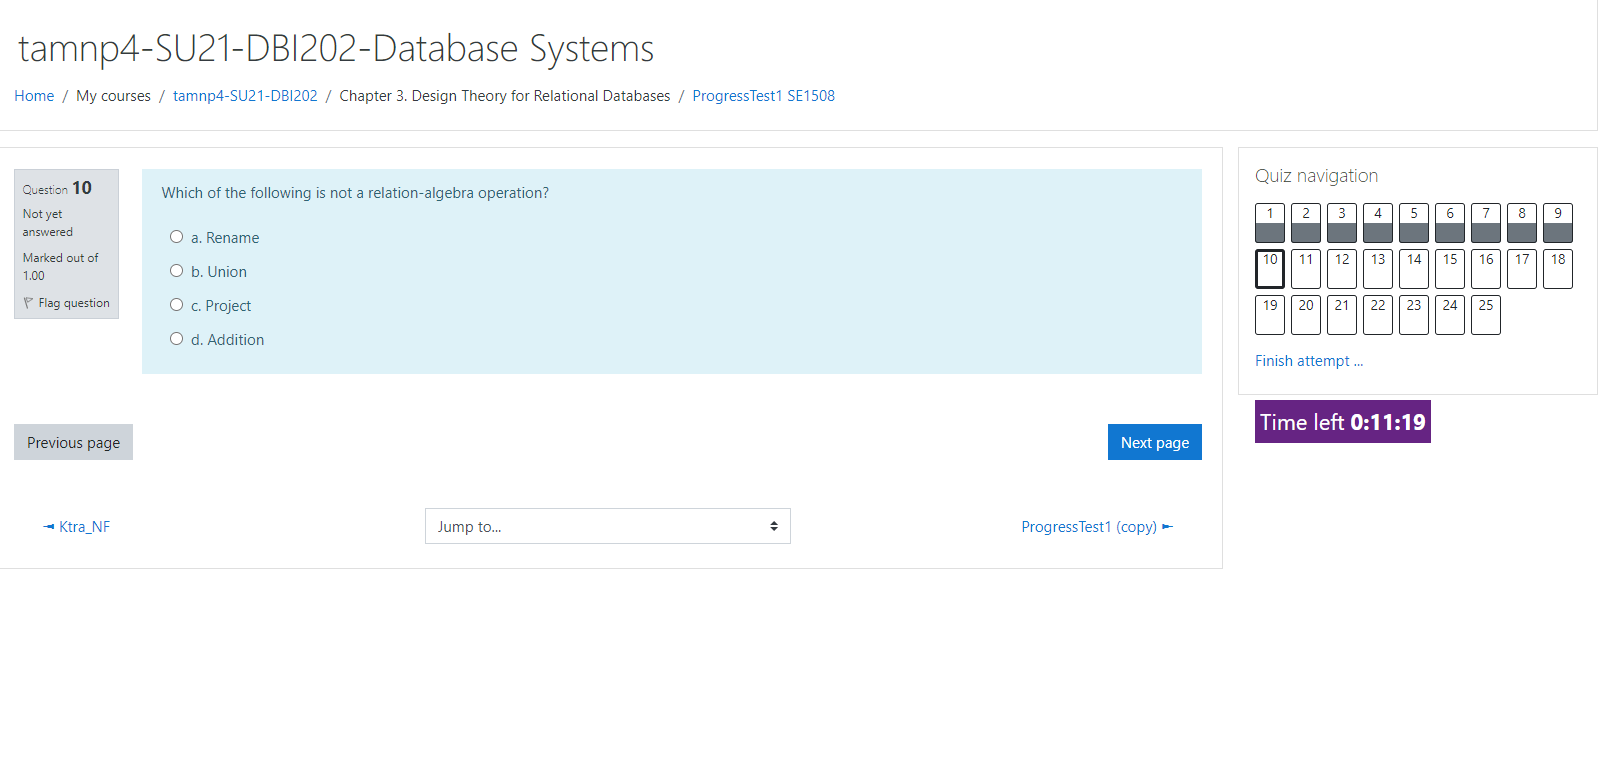 tamnp4-SU21-DBI202-Database Systems
Home / My courses / tamnp4-SU21-DBI202 / Chapter 3. Design Theory for Relational Databases / ProgressTest1 SE1508
Question 10
Not yet
answered
Marked out of
1.00
Flag question
Which of the following is not a relation-algebra operation?
a. Rename
b. Union
c. Project
d. Addition
Previous page
Next page
◄ Ktra_NF
Jump to...
ProgressTest1 (copy) ►
Quiz navigation
1 2 3 4 5 6 7 8 9
10 11 12 13 14 15 16 17 18
19 20 21 22 23 24 25
Finish attempt ...
Time left 0:11:19